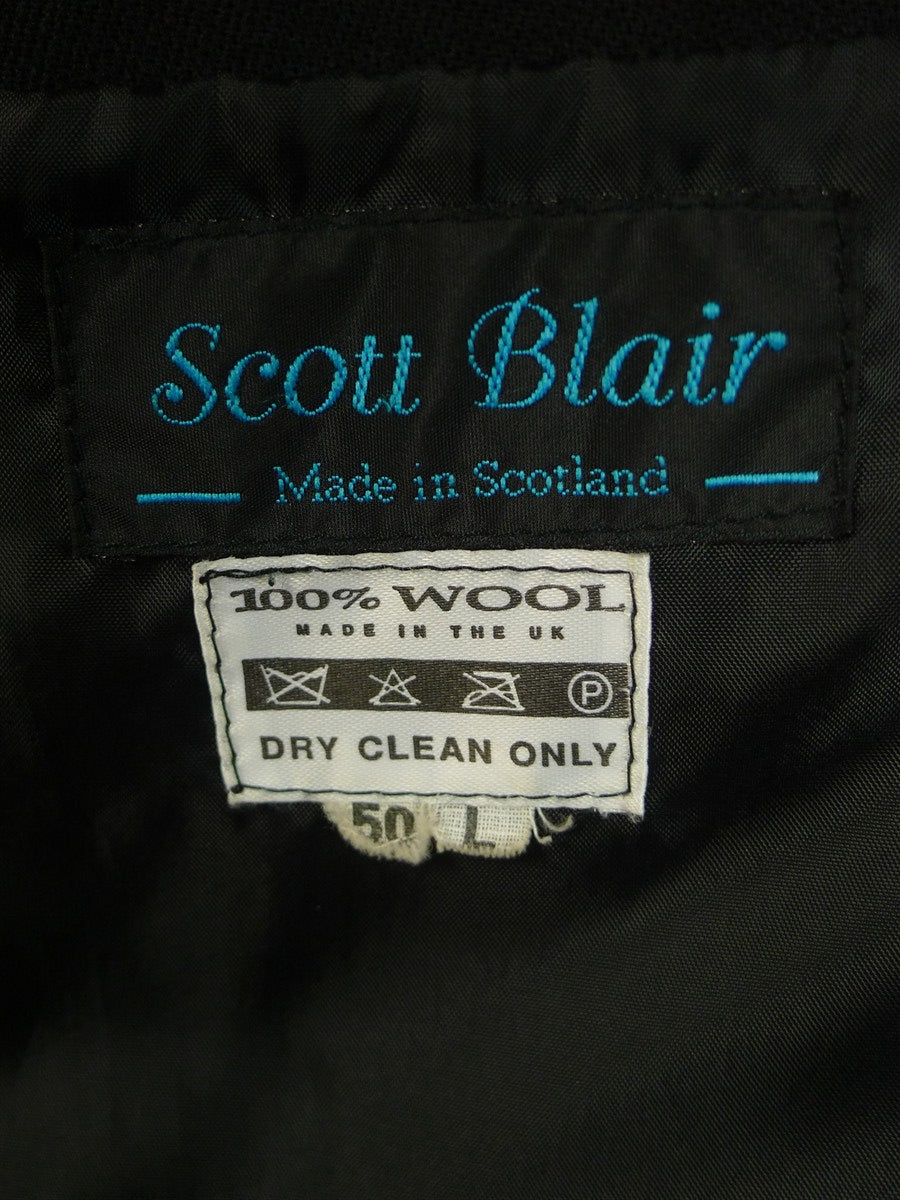 Scott Blair
Made in Scotland
100% WOOL
MADE IN THE UK
P
DRY CLEAN ONLY
50 L